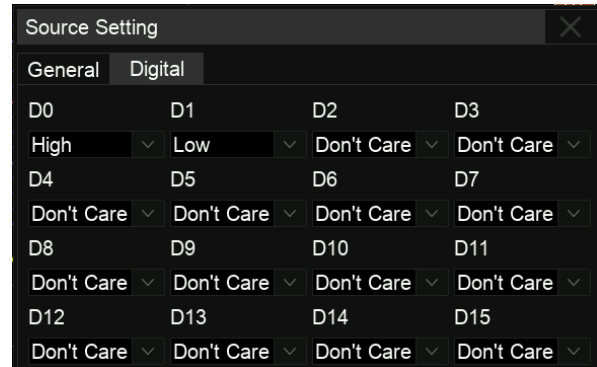 Source Setting
General Digital
D0 D1 D2 D3
High Low Don't Care Don't Care
D4 D5 D6 D7
Don't Care Don't Care Don't Care Don't Care
D8 D9 D10 D11
Don't Care Don't Care Don't Care Don't Care
D12 D13 D14 D15
Don't Care Don't Care Don't Care Don't Care